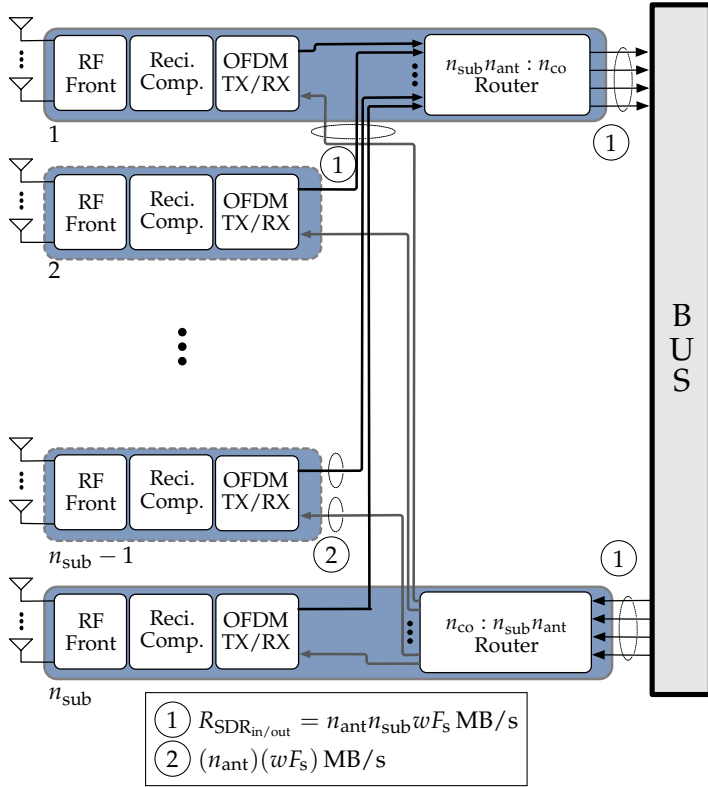 RF Front
Reci. Comp.
OFDM TX/RX
n_sub n_ant : n_co Router
1
1
1
RF Front
Reci. Comp.
OFDM TX/RX
2
B
U
S
RF Front
Reci. Comp.
OFDM TX/RX
2
n_sub − 1
1
RF Front
Reci. Comp.
OFDM TX/RX
n_co : n_sub n_ant Router
n_sub
1 R_SDR_in/out = n_ant n_sub wF_s MB/s
2 (n_ant)(wF_s) MB/s